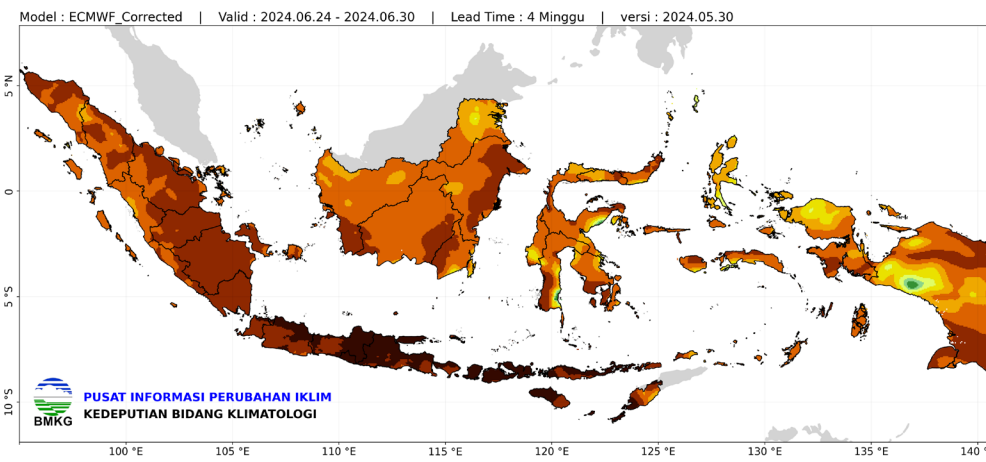 Model : ECMWF_Corrected | Valid : 2024.06.24 - 2024.06.30 | Lead Time : 4 Minggu | versi : 2024.05.30
5 °N
0
5 °S
10 °S
PUSAT INFORMASI PERUBAHAN IKLIM
KEDEPUTIAN BIDANG KLIMATOLOGI
BMKG
100 °E 105 °E 110 °E 115 °E 120 °E 125 °E 130 °E 135 °E 140 °